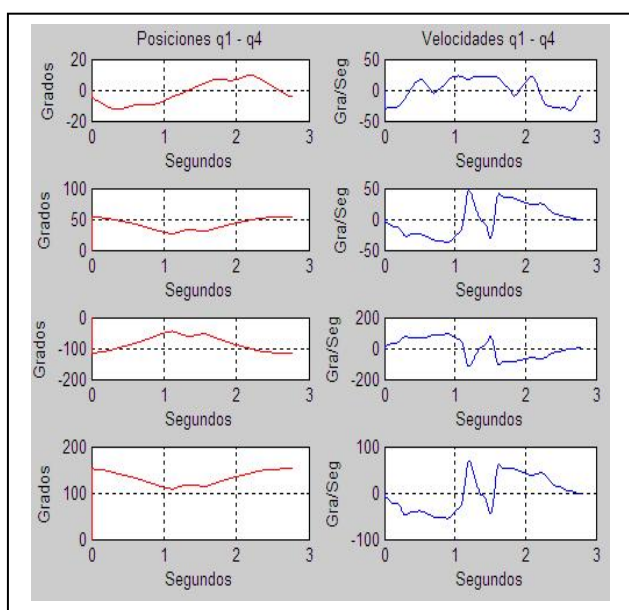 Posiciones q1 - q4
Velocidades q1 - q4
20
0
-20
Grados
0 1 2 3
Segundos
50
0
-50
Gra/Seg
0 1 2 3
Segundos
100
50
0
Grados
0 1 2 3
Segundos
50
0
-50
Gra/Seg
0 1 2 3
Segundos
0
-100
-200
Grados
0 1 2 3
Segundos
200
0
-200
Gra/Seg
0 1 2 3
Segundos
200
100
0
Grados
0 1 2 3
Segundos
100
0
-100
Gra/Seg
0 1 2 3
Segundos